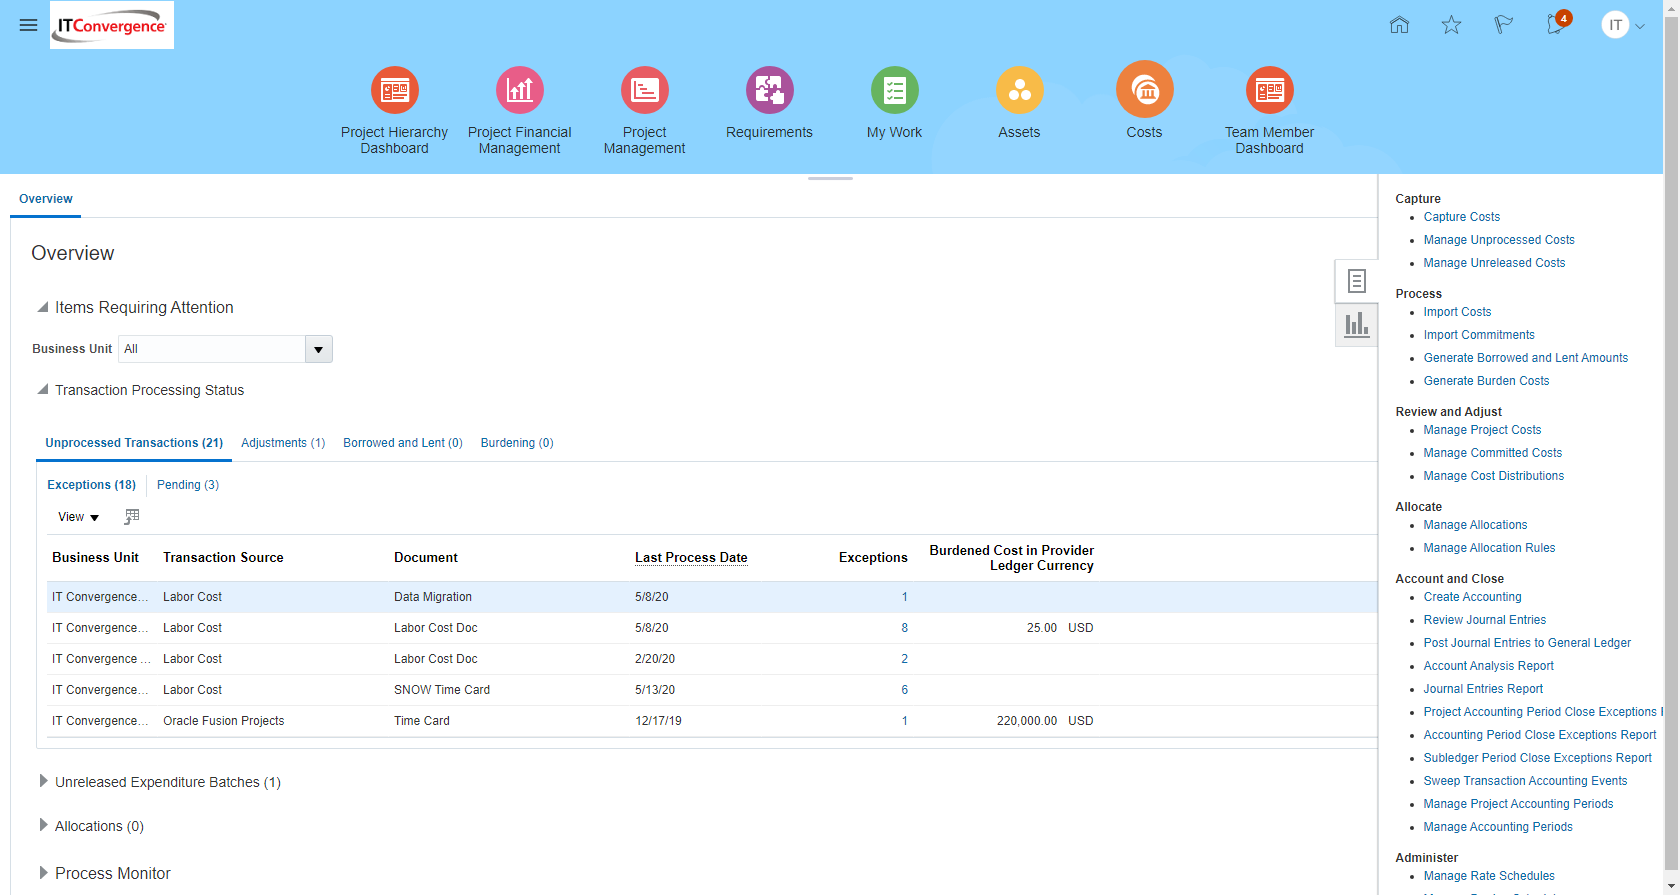 ITConvergence
4
IT
Project Hierarchy
Dashboard
Project Financial
Management
Project
Management
Requirements
My Work
Assets
Costs
Team Member
Dashboard
Overview
Overview
Items Requiring Attention
Business Unit All
Transaction Processing Status
Unprocessed Transactions (21) Adjustments (1) Borrowed and Lent (0) Burdening (0)
Exceptions (18) Pending (3)
View
Business Unit Transaction Source Document Last Process Date Exceptions Burdened Cost in Provider
Ledger Currency
IT Convergence... Labor Cost Data Migration 5/8/20 1
IT Convergence... Labor Cost Labor Cost Doc 5/8/20 8 25.00 USD
IT Convergence ... Labor Cost Labor Cost Doc 2/20/20 2
IT Convergence... Labor Cost SNOW Time Card 5/13/20 6
IT Convergence... Oracle Fusion Projects Time Card 12/17/19 1 220,000.00 USD
Unreleased Expenditure Batches (1)
Allocations (0)
Process Monitor
Capture
Capture Costs
Manage Unprocessed Costs
Manage Unreleased Costs
Process
Import Costs
Import Commitments
Generate Borrowed and Lent Amounts
Generate Burden Costs
Review and Adjust
Manage Project Costs
Manage Committed Costs
Manage Cost Distributions
Allocate
Manage Allocations
Manage Allocation Rules
Account and Close
Create Accounting
Review Journal Entries
Post Journal Entries to General Ledger
Account Analysis Report
Journal Entries Report
Project Accounting Period Close Exceptions
Accounting Period Close Exceptions Report
Subledger Period Close Exceptions Report
Sweep Transaction Accounting Events
Manage Project Accounting Periods
Manage Accounting Periods
Administer
Manage Rate Schedules